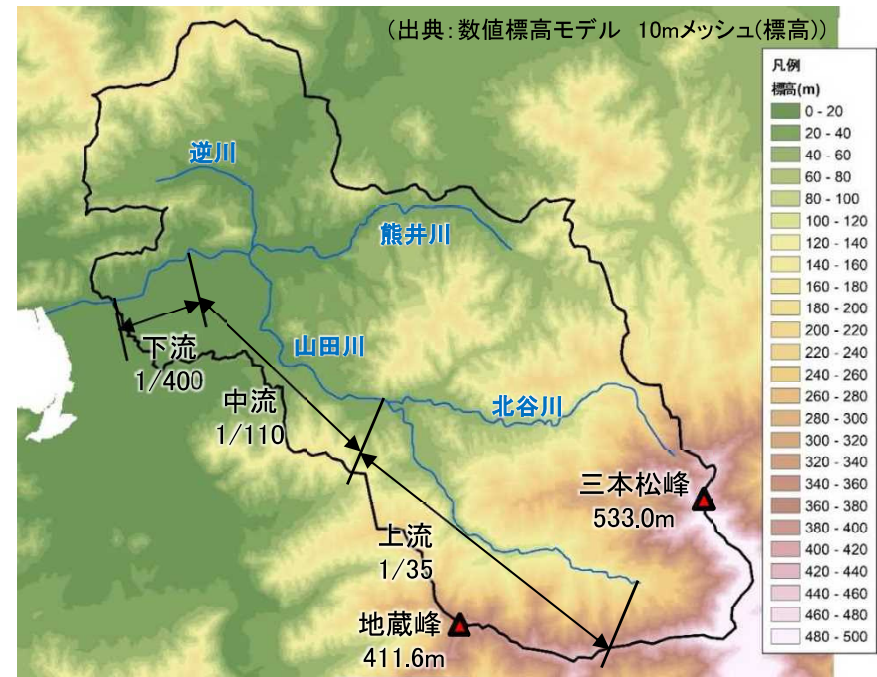 （出典：数値標高モデル　10mメッシュ(標高)）
凡例
標高(m)
0 - 20
20 - 40
40 - 60
60 - 80
80 - 100
100 - 120
120 - 140
140 - 160
160 - 180
180 - 200
200 - 220
220 - 240
240 - 260
260 - 280
280 - 300
300 - 320
320 - 340
340 - 360
360 - 380
380 - 400
400 - 420
420 - 440
440 - 460
460 - 480
480 - 500
逆川
熊井川
山田川
下流
1/400
中流
1/110
北谷川
三本松峰
533.0m
上流
1/35
地蔵峰
411.6m